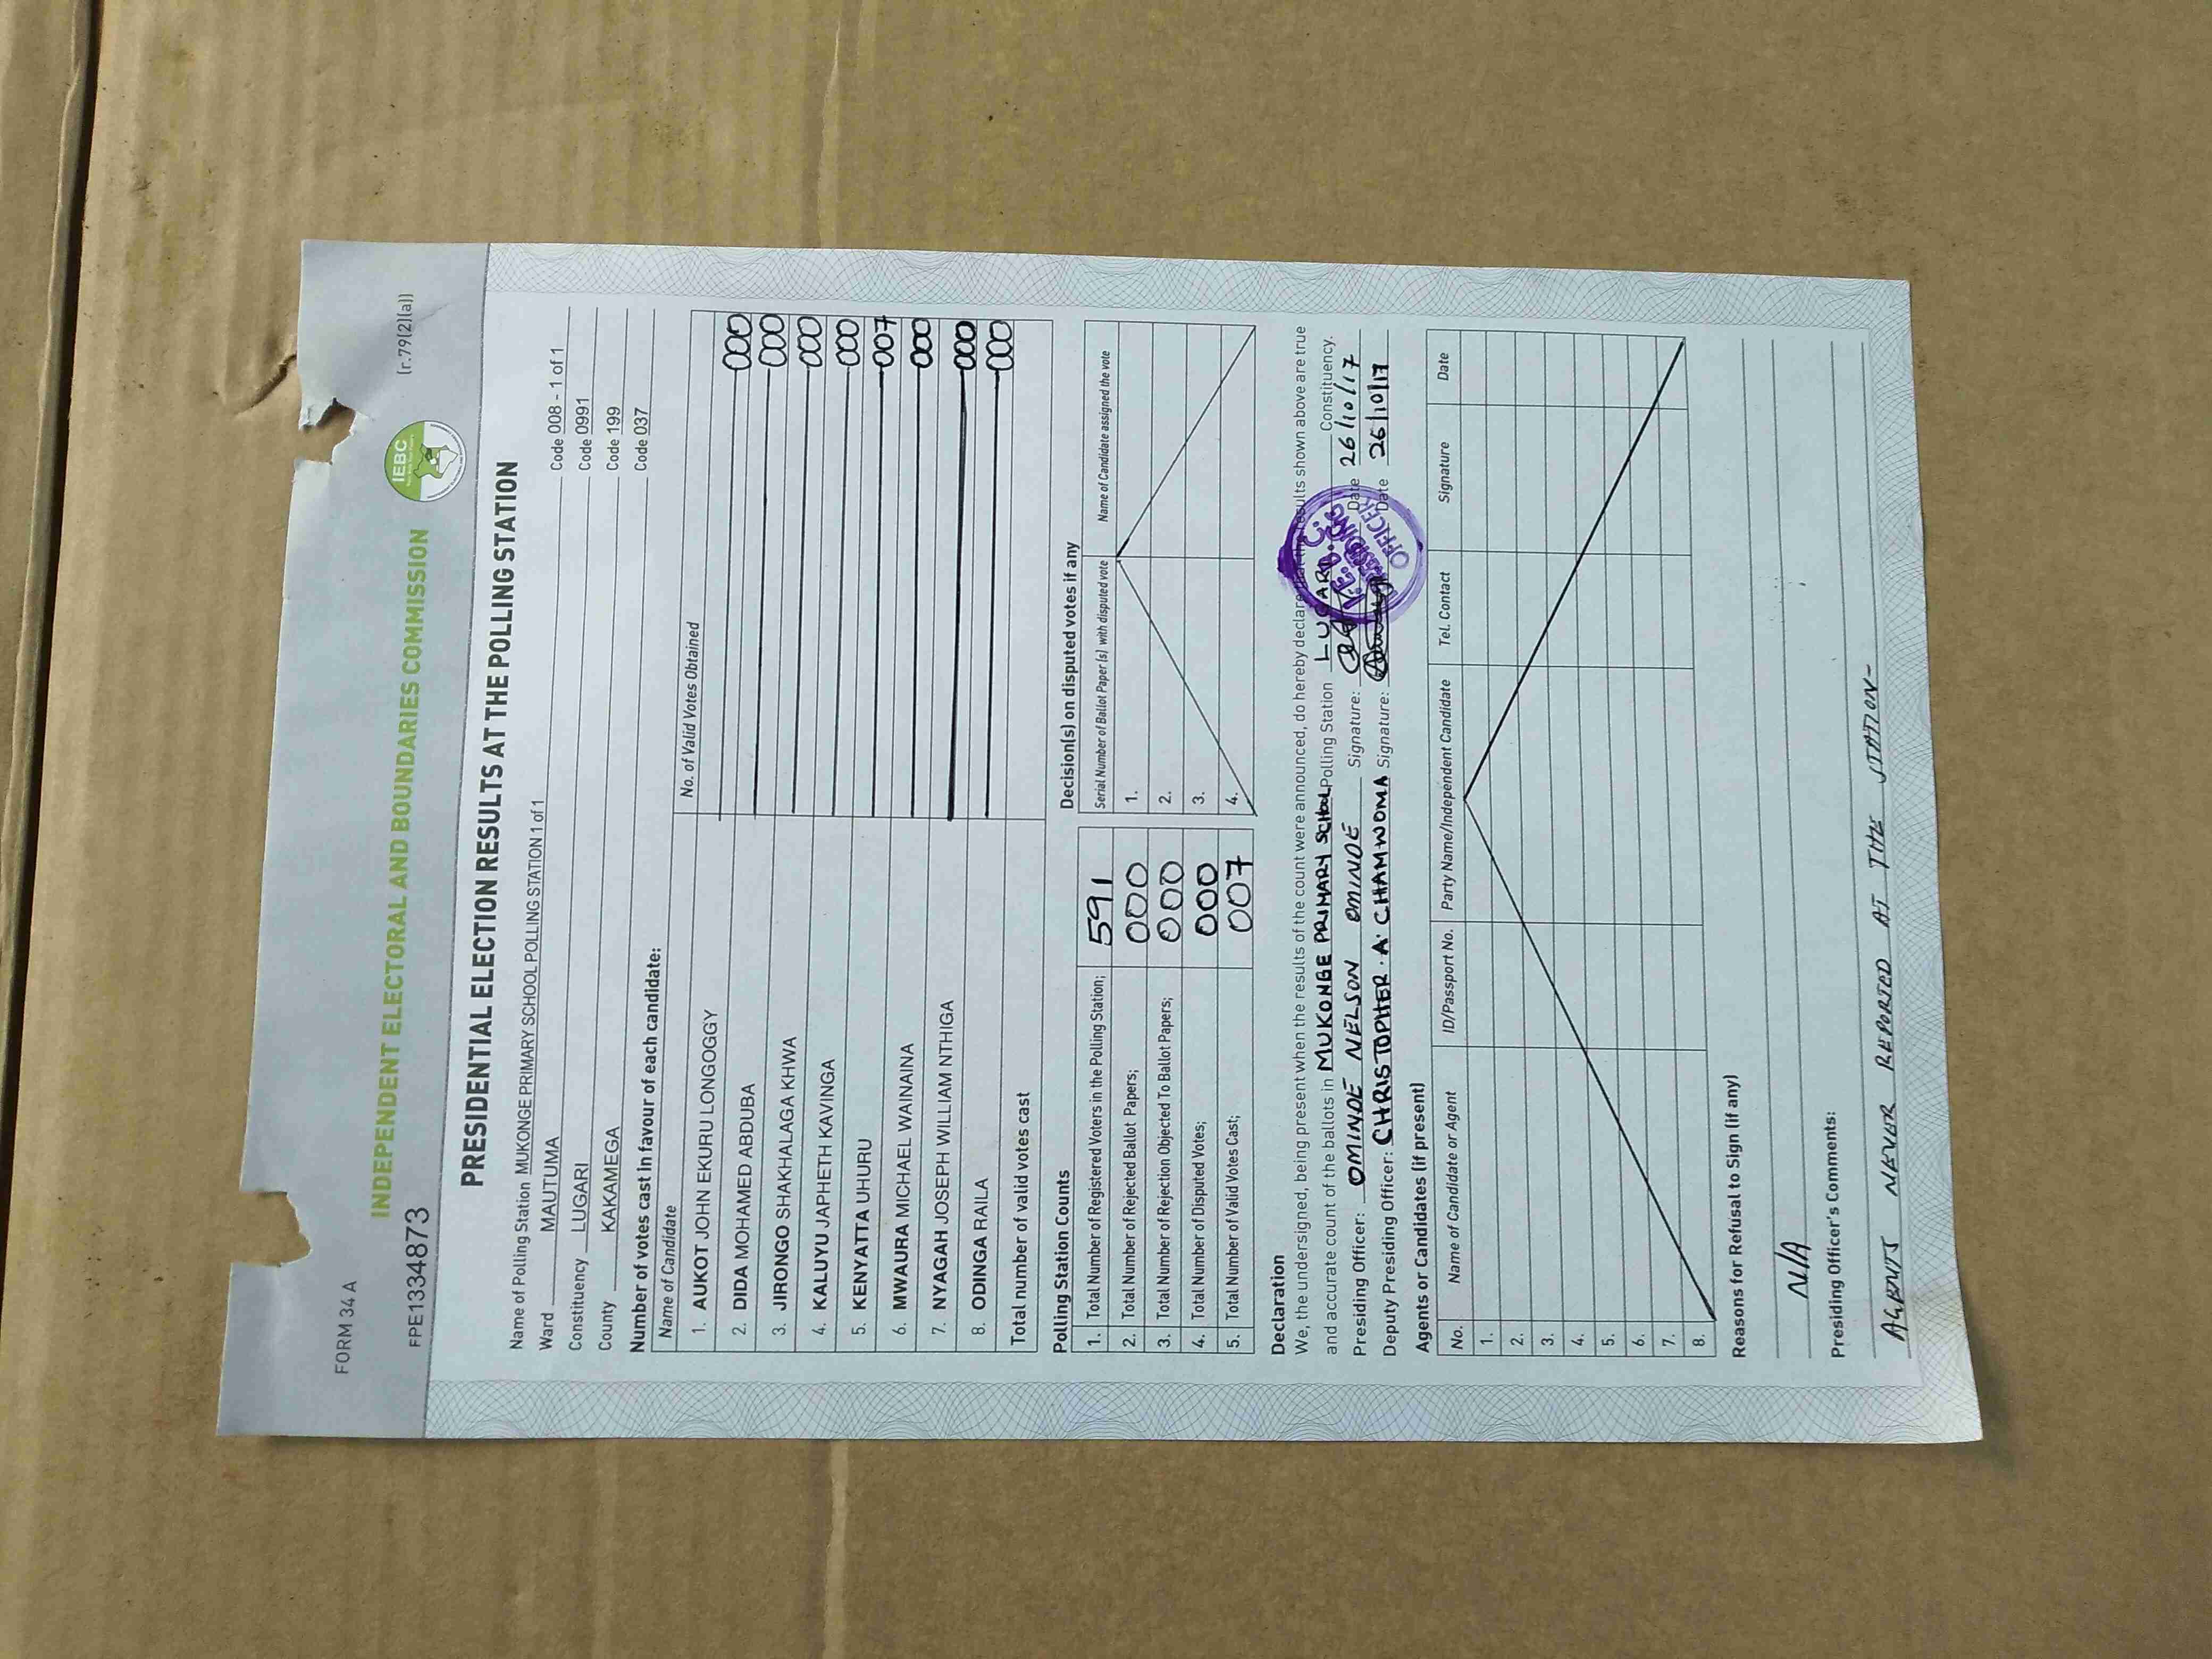 FORM 34 A
(r.79(2)(a))
INDEPENDENT ELECTORAL AND BOUNDARIES COMMISSION
IEBC
FPE1334873
PRESIDENTIAL ELECTION RESULTS AT THE POLLING STATION
Name of Polling Station MUKONGE PRIMARY SCHOOL POLLING STATION 1 of 1 Code 008 - 1 of 1
Ward MAUTUMA Code 0991
Constituency LUGARI Code 199
County KAKAMEGA Code 037
Number of votes cast in favour of each candidate:
Name of Candidate No. of Valid Votes Obtained
1. AUKOT JOHN EKURU LONGOGGY 000
2. DIDA MOHAMED ABDUBA 000
3. JIRONGO SHAKHALAGA KHWA 000
4. KALUYU JAPHETH KAVINGA 000
5. KENYATTA UHURU 007
6. MWAURA MICHAEL WAINAINA 000
7. NYAGAH JOSEPH WILLIAM NTHIGA 000
8. ODINGA RAILA 000
Total number of valid votes cast
Polling Station Counts
1. Total Number of Registered Voters in the Polling Station; 591
2. Total Number of Rejected Ballot Papers; 000
3. Total Number of Rejection Objected To Ballot Papers; 000
4. Total Number of Disputed Votes; 000
5. Total Number of Valid Votes Cast; 007
Decision(s) on disputed votes if any
Serial Number of Ballot Paper (s) with disputed vote Name of Candidate assigned the vote
1.
2.
3.
4.
Declaration
We, the undersigned, being present when the results of the count were announced, do hereby declare that the results shown above are true
and accurate count of the ballots in MUKONGE PRIMARY SCHOOL Polling Station LUGARI Constituency.
Presiding Officer: OMINDE NELSON OMINDE Signature: Date 26/10/17
Deputy Presiding Officer: CHRISTOPHER . A . CHAMWOMA Signature: Date 26/10/17
I.E.B.C.
PRESIDING
OFFICER
Agents or Candidates (if present)
No. Name of Candidate or Agent ID/Passport No. Party Name/Independent Candidate Tel. Contact Signature Date
1.
2.
3.
4.
5.
6.
7.
8.
Reasons for Refusal to Sign (if any)
N/A
Presiding Officer's Comments:
AGENTS NEVER REPORTED AT THE STATION-